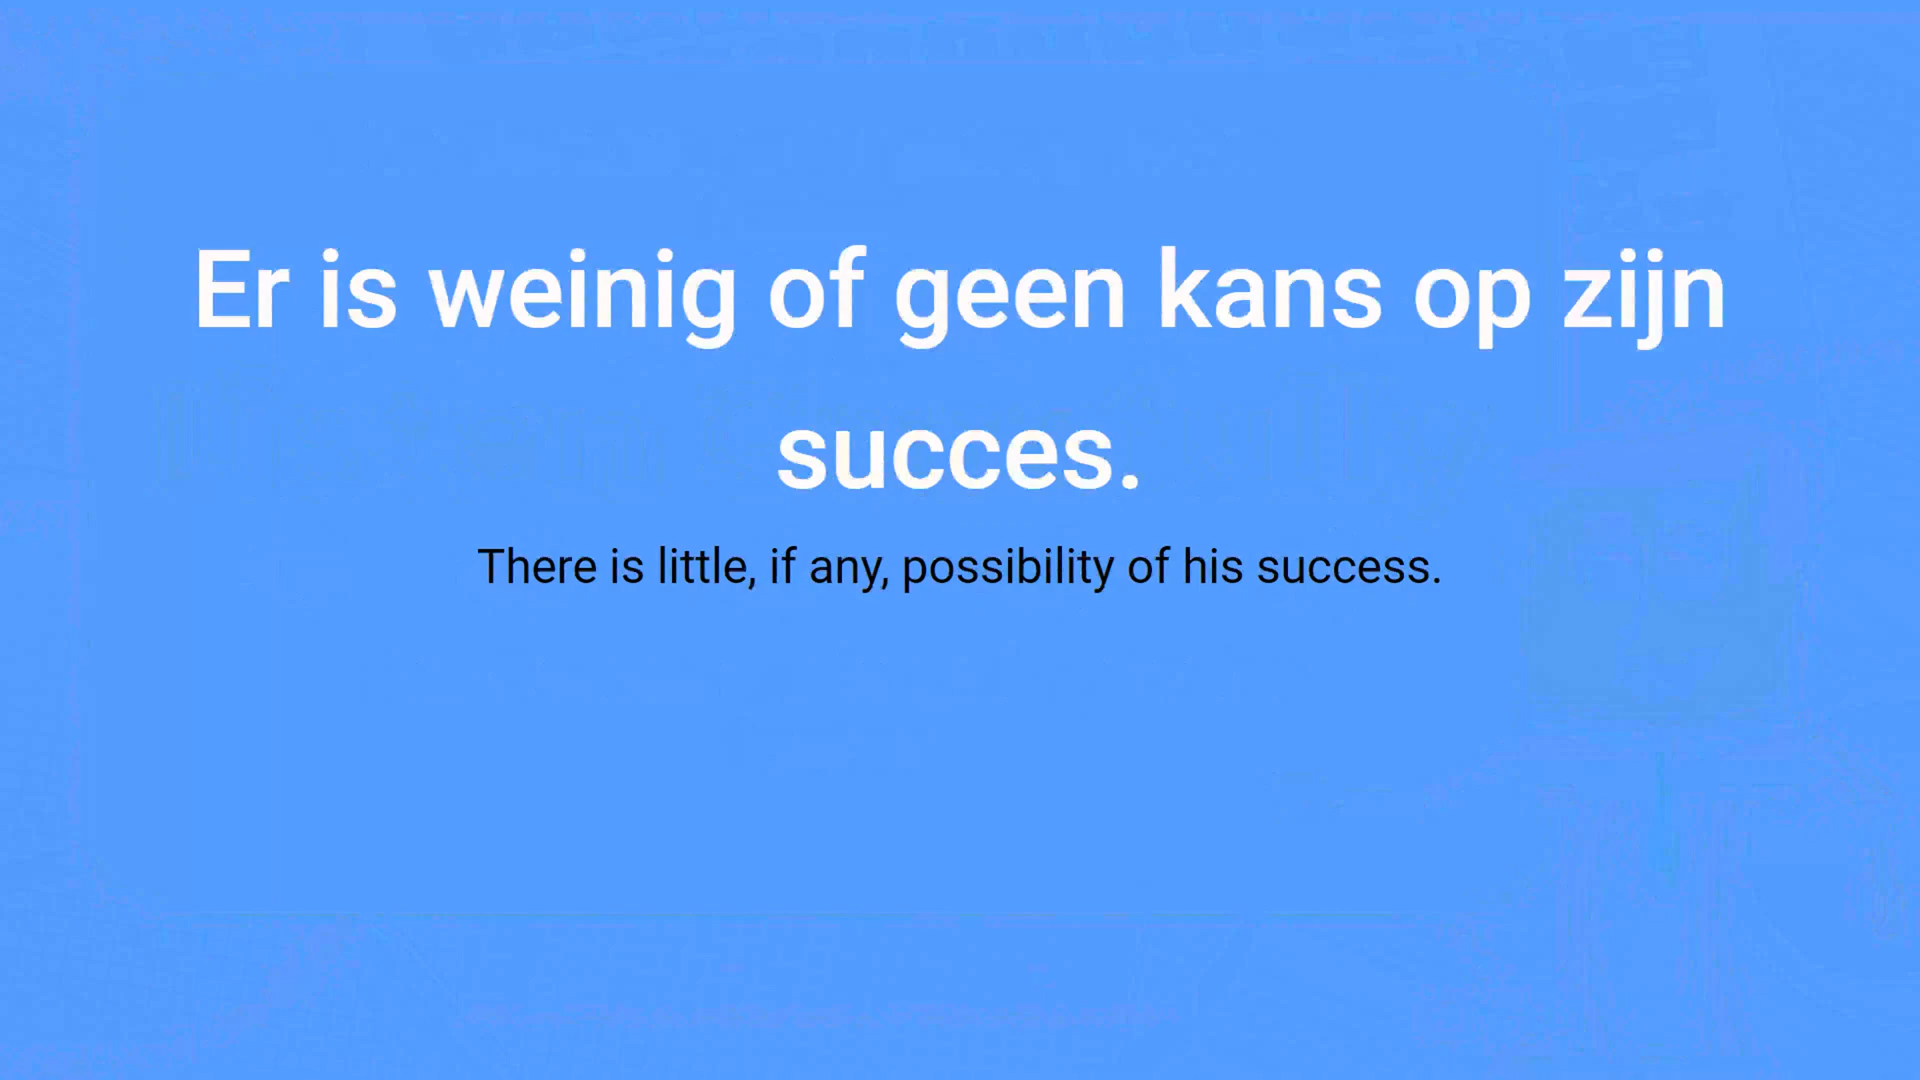 Er is weinig of geen kans op zijn
succes.
There is little, if any, possibility of his success.